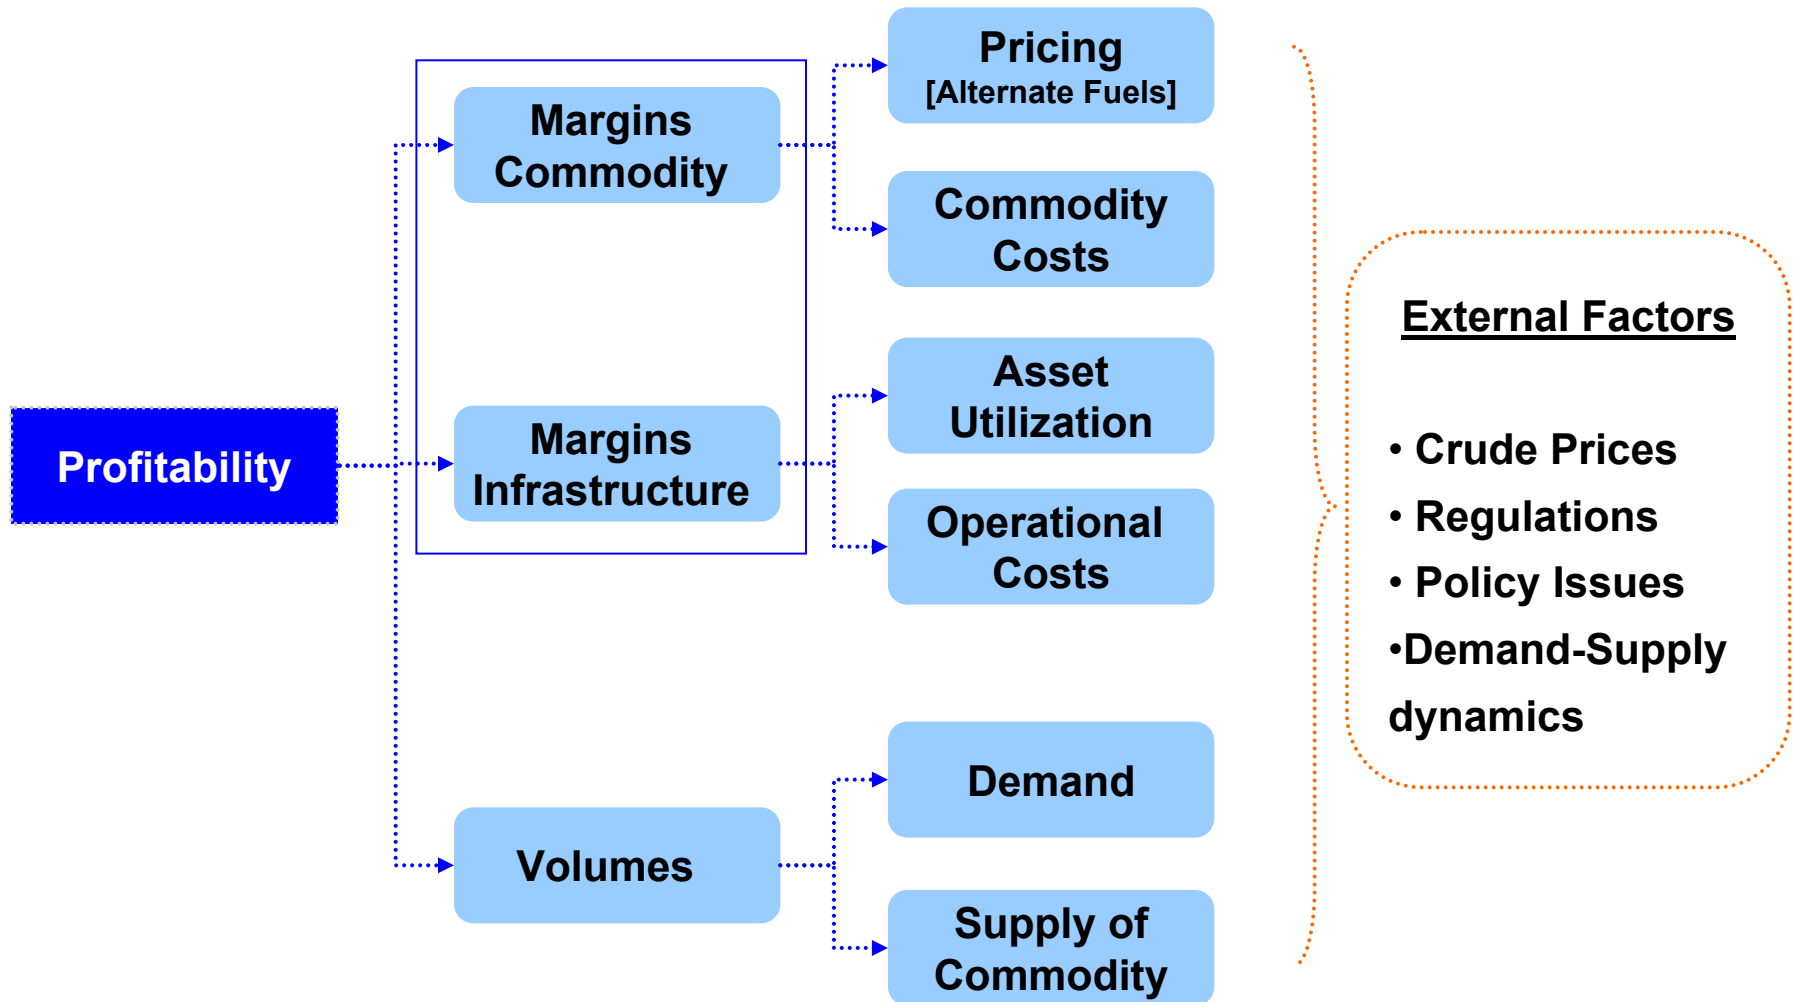 Profitability
Margins
Commodity
Margins
Infrastructure
Volumes
Pricing
[Alternate Fuels]
Commodity
Costs
Asset
Utilization
Operational
Costs
Demand
Supply of
Commodity
External Factors
• Crude Prices
• Regulations
• Policy Issues
•Demand-Supply
dynamics